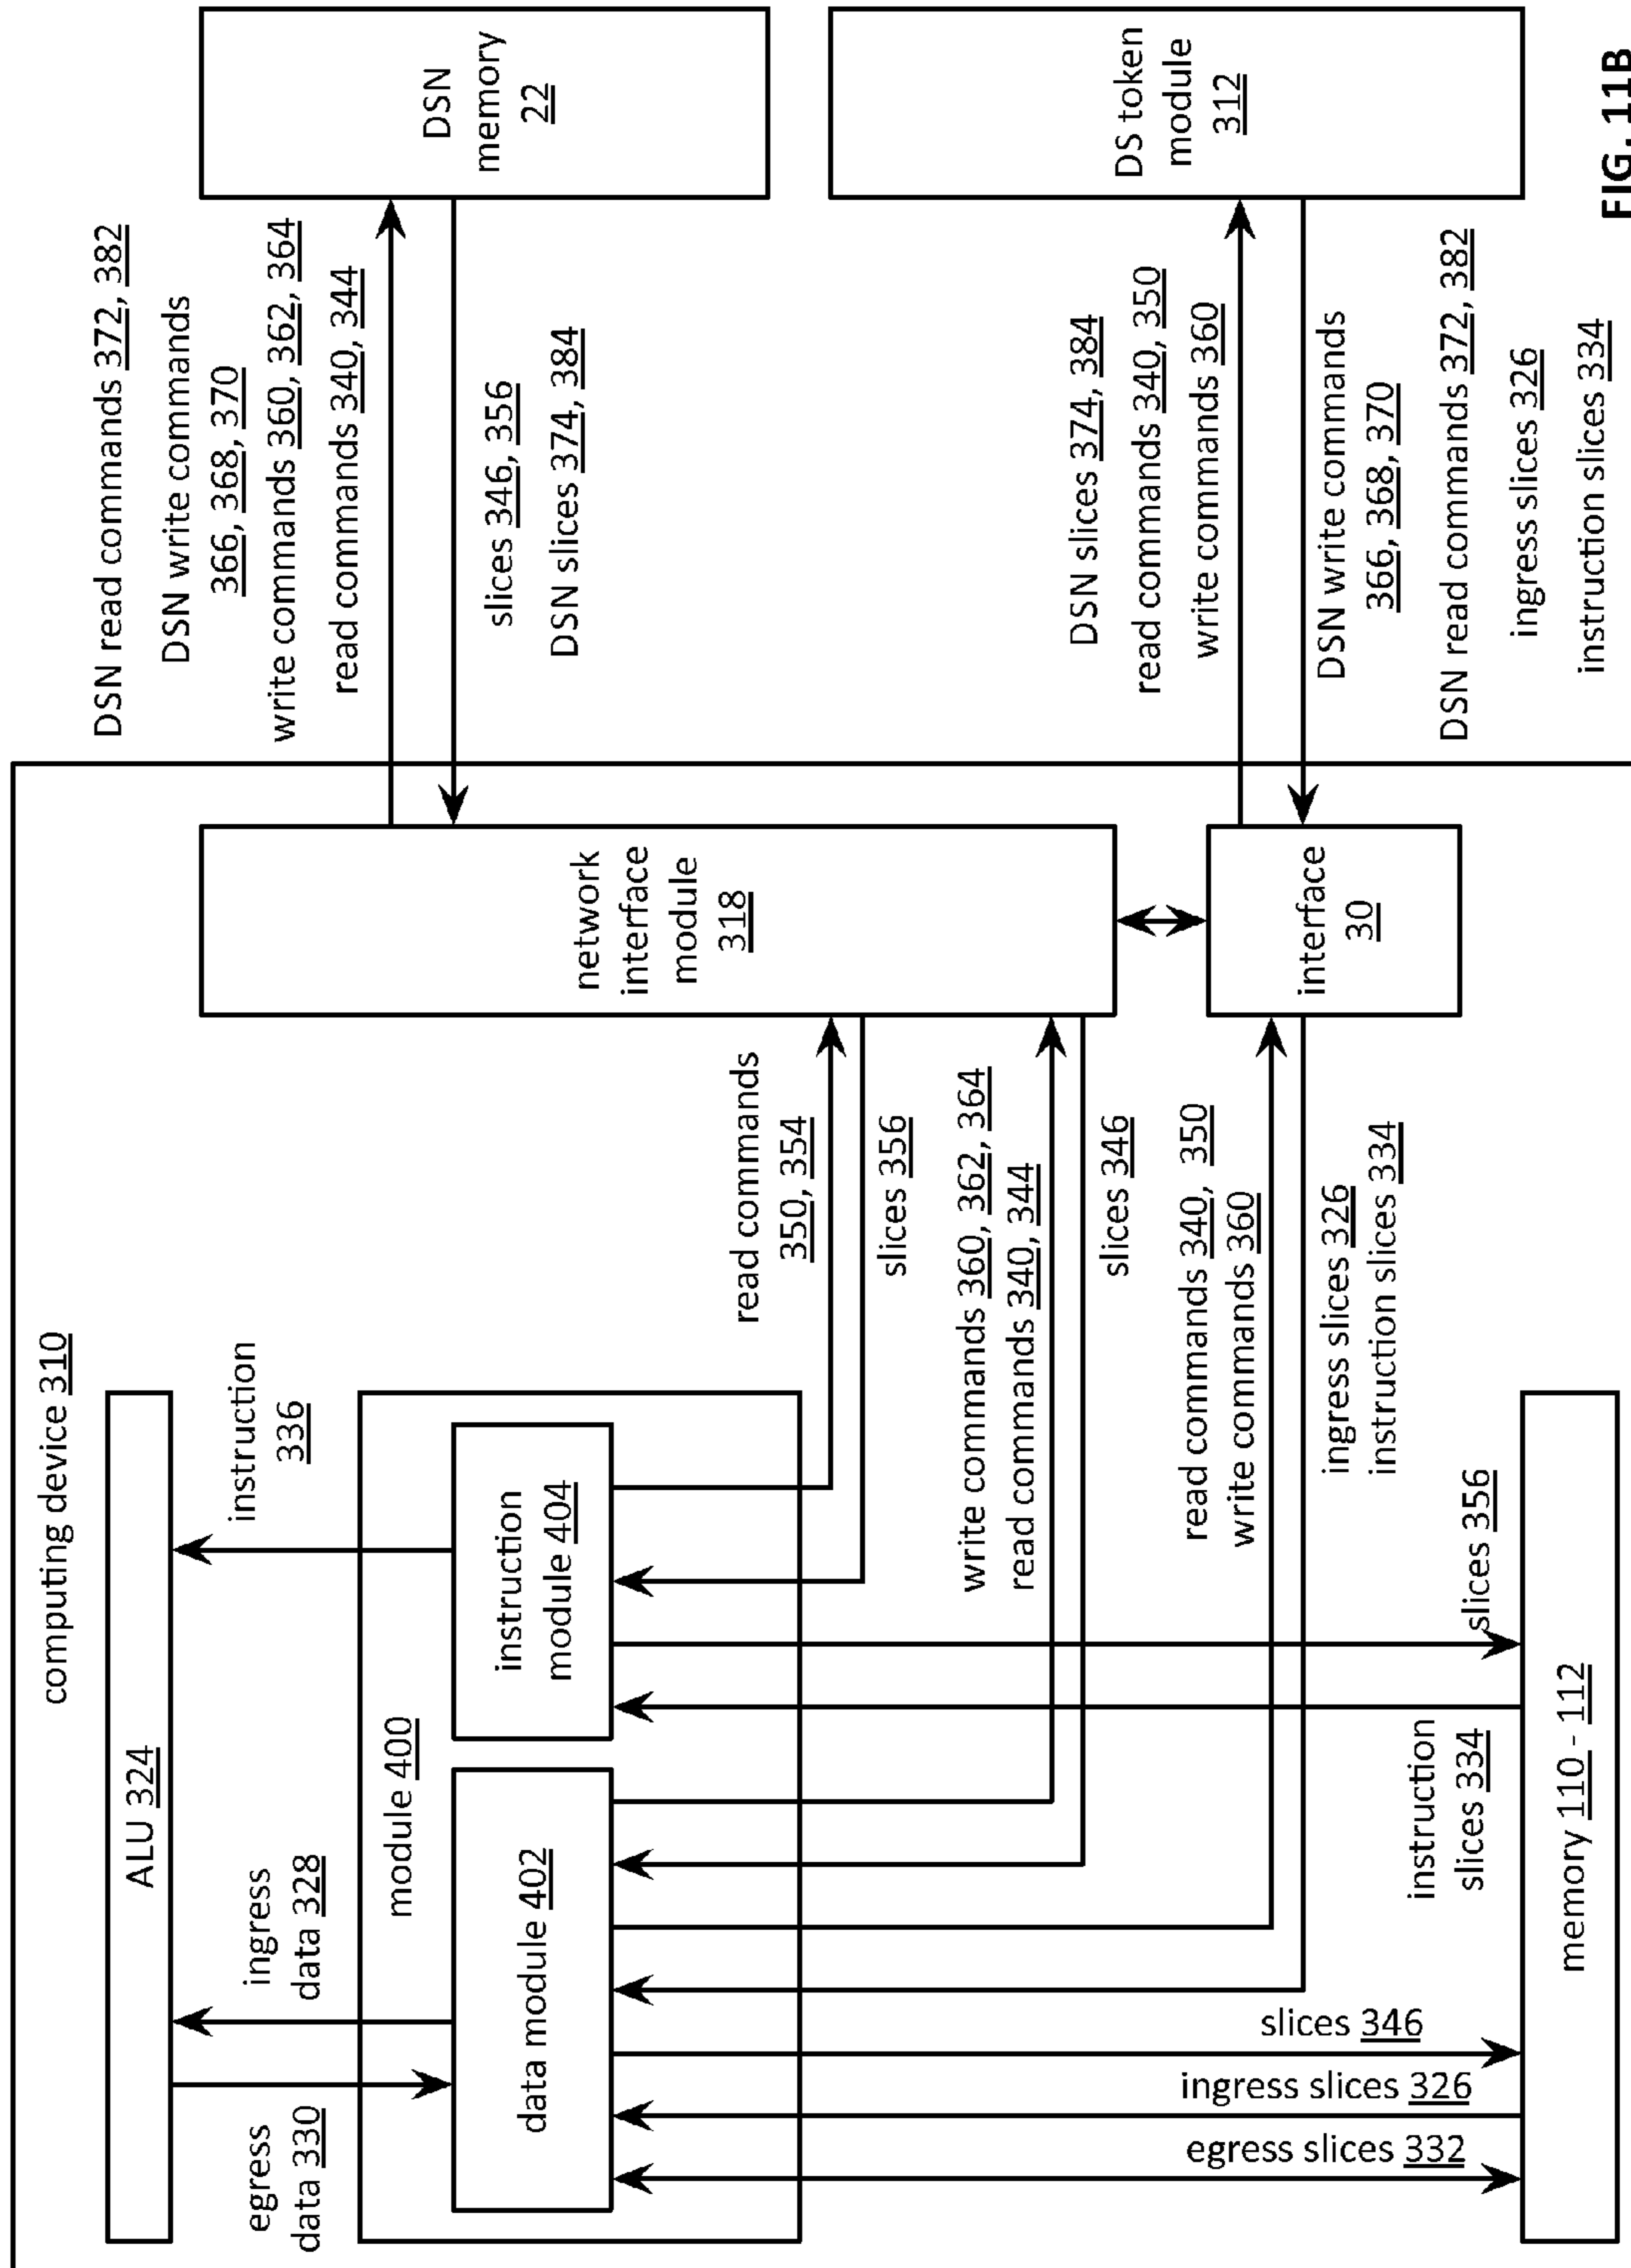 computing device 310
ALU 324
egress
data 330
ingress
data 328
instruction
336
module 400
data module 402
instruction
module 404
read commands
350, 354
slices 356
write commands 360, 362, 364
read commands 340, 344
slices 346
read commands 340, 350
write commands 360
ingress slices 326
instruction slices 334
slices 346
ingress slices 326
egress slices 332
instruction
slices 334
slices 356
memory 110 - 112
network
interface
module
318
interface
30
DSN read commands 372, 382
DSN write commands
366, 368, 370
write commands 360, 362, 364
read commands 340, 344
slices 346, 356
DSN slices 374, 384
DSN slices 374, 384
read commands 340, 350
write commands 360
DSN write commands
366, 368, 370
DSN read commands 372, 382
ingress slices 326
instruction slices 334
DSN
memory
22
DS token
module
312
FIG. 11B